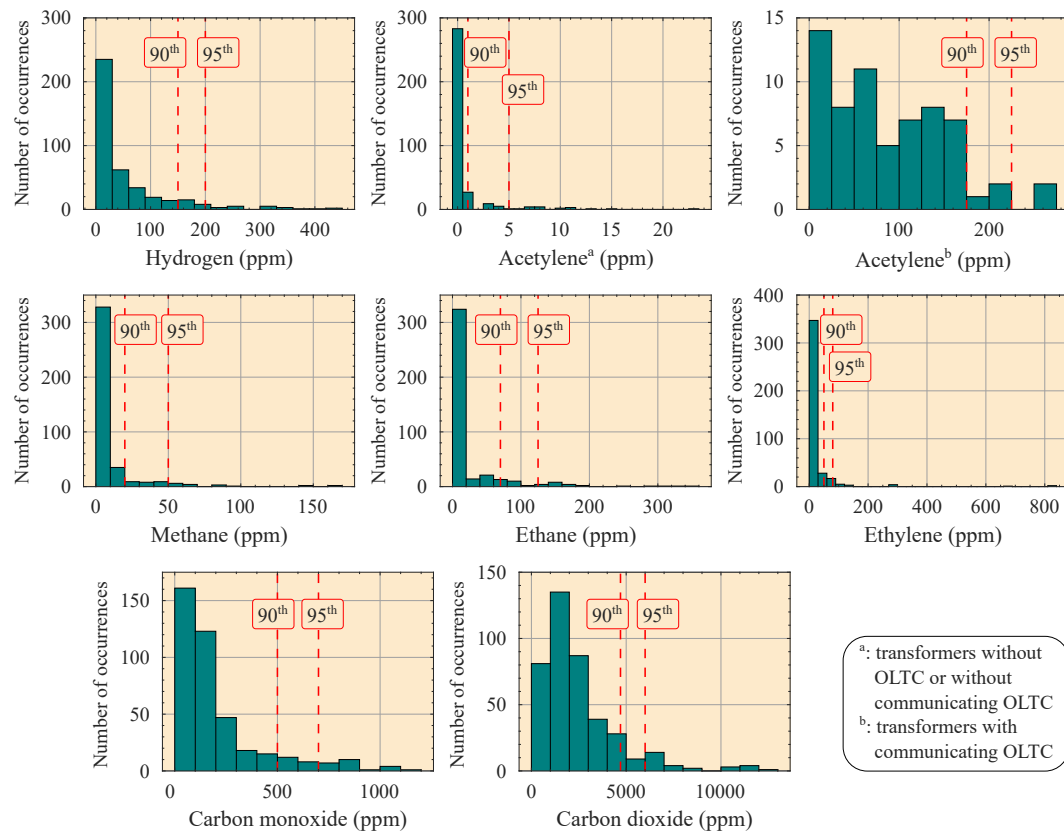 Number of occurrences
300
200
100
0
90th
95th
0
100
200
300
400
Hydrogen (ppm)
Number of occurrences
300
200
100
0
90th
95th
0
5
10
15
20
Acetylene^a (ppm)
Number of occurrences
15
10
5
0
90th
95th
0
100
200
Acetylene^b (ppm)
Number of occurrences
300
200
100
0
90th
95th
0
50
100
150
Methane (ppm)
Number of occurrences
300
200
100
0
90th
95th
0
100
200
300
Ethane (ppm)
Number of occurrences
400
300
200
100
0
90th
95th
0
200
400
600
800
Ethylene (ppm)
Number of occurrences
150
100
50
0
90th
95th
0
500
1000
Carbon monoxide (ppm)
Number of occurrences
150
100
50
0
90th
95th
0
5000
10000
Carbon dioxide (ppm)
a: transformers without
OLTC or without
communicating OLTC
b: transformers with
communicating OLTC